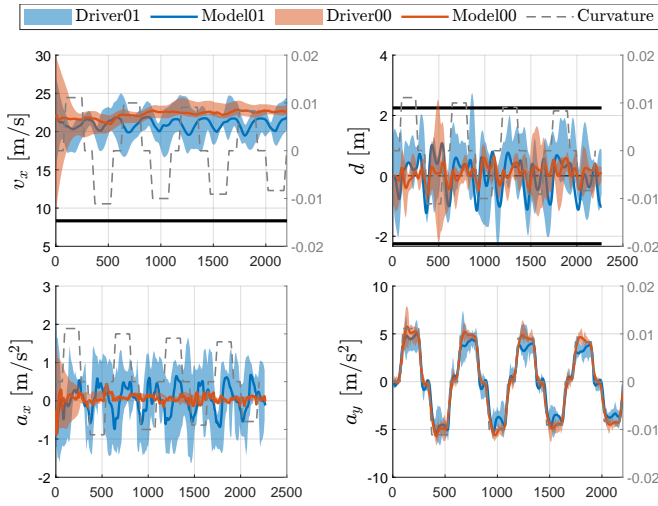 Driver01 Model01 Driver00 Model00 Curvature
30 25 20 15 10 5
v_x [m/s]
0.02 0.01 0 -0.01 -0.02
0 500 1000 1500 2000
4 2 0 -2
d [m]
0.02 0.01 0 -0.01 -0.02
0 500 1000 1500 2000 2500
3 2 1 0 -1 -2
a_x [m/s²]
0 500 1000 1500 2000 2500
10 5 0 -5 -10
a_y [m/s²]
0.02 0.01 0 -0.01 -0.02
0 500 1000 1500 2000